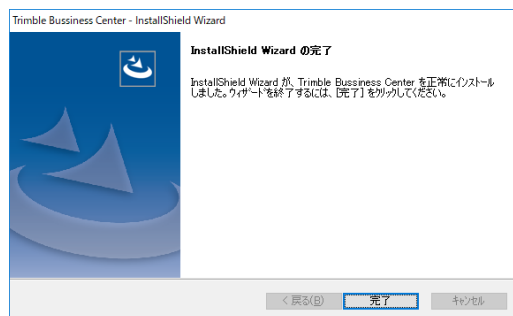 Trimble Bussiness Center - InstallShield Wizard
InstallShield Wizard の完了
InstallShield Wizard が、Trimble Bussiness Center を正常にインストール
しました。ウィザードを終了するには、[完了] をクリックしてください。
< 戻る(B)
完了
キャンセル